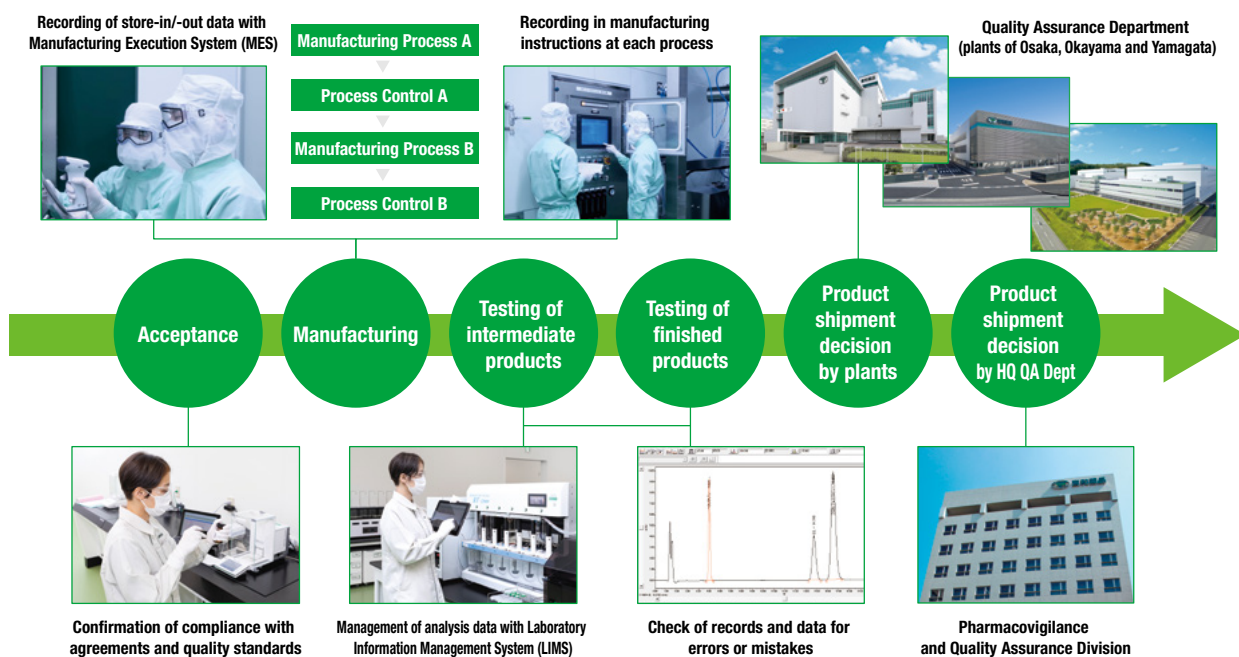 Recording of store-in/-out data with
Manufacturing Execution System (MES)
Manufacturing Process A
Process Control A
Manufacturing Process B
Process Control B
Recording in manufacturing
instructions at each process
Quality Assurance Department
(plants of Osaka, Okayama and Yamagata)
Acceptance
Manufacturing
Testing of
intermediate
products
Testing of
finished
products
Product
shipment
decision
by plants
Product
shipment
decision
by HQ QA Dept
Confirmation of compliance with
agreements and quality standards
Management of analysis data with Laboratory
Information Management System (LIMS)
Check of records and data for
errors or mistakes
Pharmacovigilance
and Quality Assurance Division